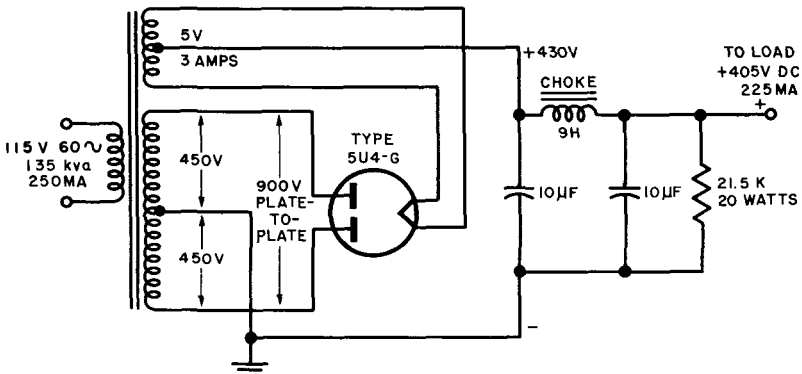 5V
3 AMPS
+430V
TO LOAD
+405V DC
225MA
+
CHOKE
9H
115V 60~
135 kva
250MA
450V
900V
PLATE-
TO-
PLATE
450V
TYPE
5U4-G
10µF
10µF
21.5 K
20 WATTS
−